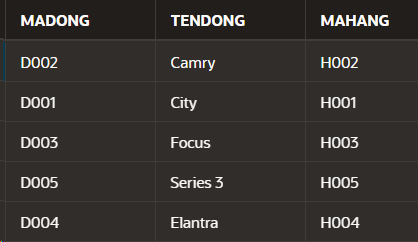 MADONG TENDONG MAHANG
D002 Camry H002
D001 City H001
D003 Focus H003
D005 Series 3 H005
D004 Elantra H004